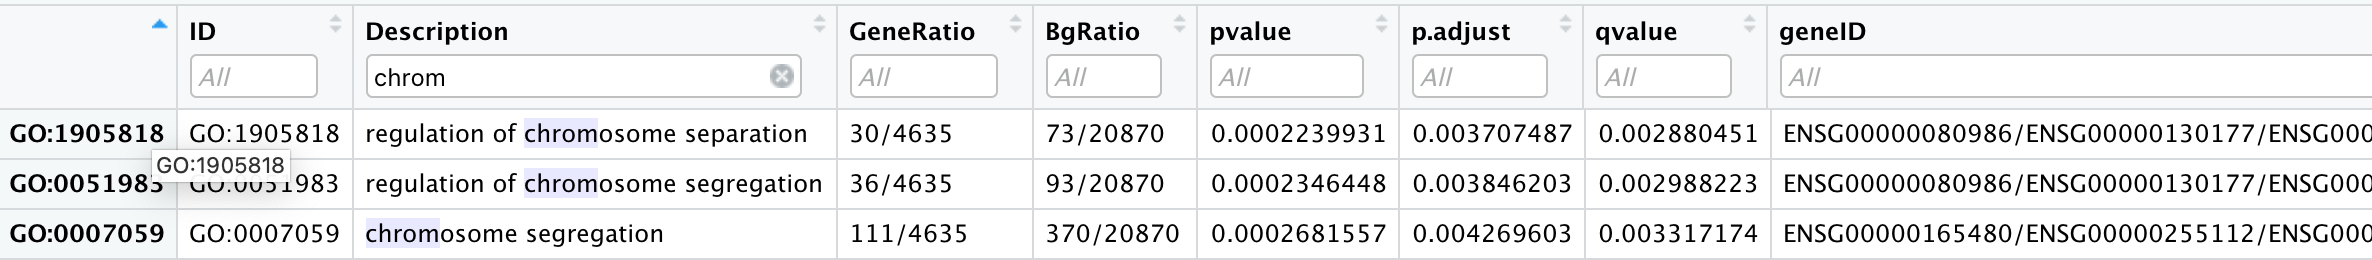 ID Description GeneRatio BgRatio pvalue p.adjust qvalue geneID
All chrom All All All All All All
GO:1905818 GO:1905818 regulation of chromosome separation 30/4635 73/20870 0.0002239931 0.003707487 0.002880451 ENSG00000080986/ENSG00000130177/ENSG000
GO:1905818
GO:0051983 GO:0051983 regulation of chromosome segregation 36/4635 93/20870 0.0002346448 0.003846203 0.002988223 ENSG00000080986/ENSG00000130177/ENSG000
GO:0007059 GO:0007059 chromosome segregation 111/4635 370/20870 0.0002681557 0.004269603 0.003317174 ENSG00000165480/ENSG00000255112/ENSG000